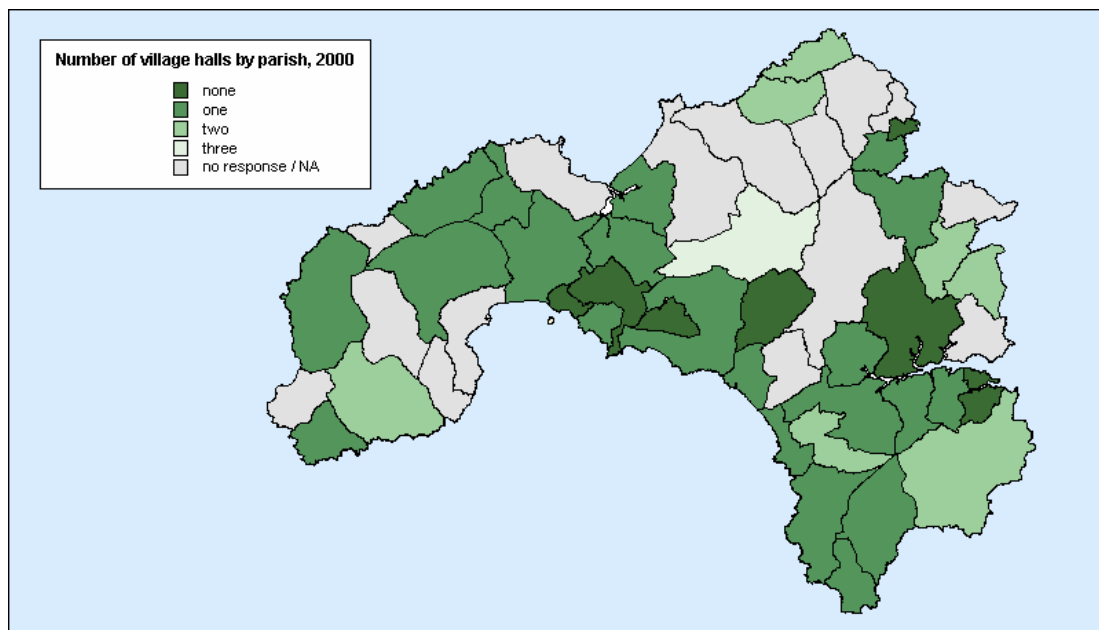 Number of village halls by parish, 2000
none
one
two
three
no response / NA